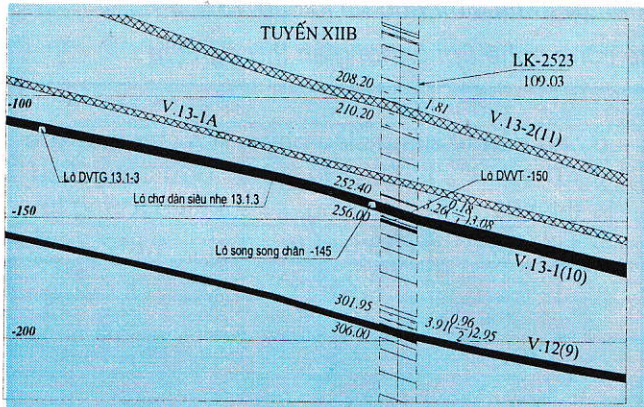 TUYẾN XIIB
LK-2523
109.03
208.20
210.20
1.81
V.13-2(11)
-100
V.13-1A
Lò DVTG 13.1-3
252.40
Lò DVVT -150
Lò chợ dàn siêu nhẹ 13.1.3
256.00
3.26(0.18/1)3.08
-150
Lò song song chân -145
V.13-1(10)
301.95
306.00
3.91(0.96/2)2.95
-200
V.12(9)